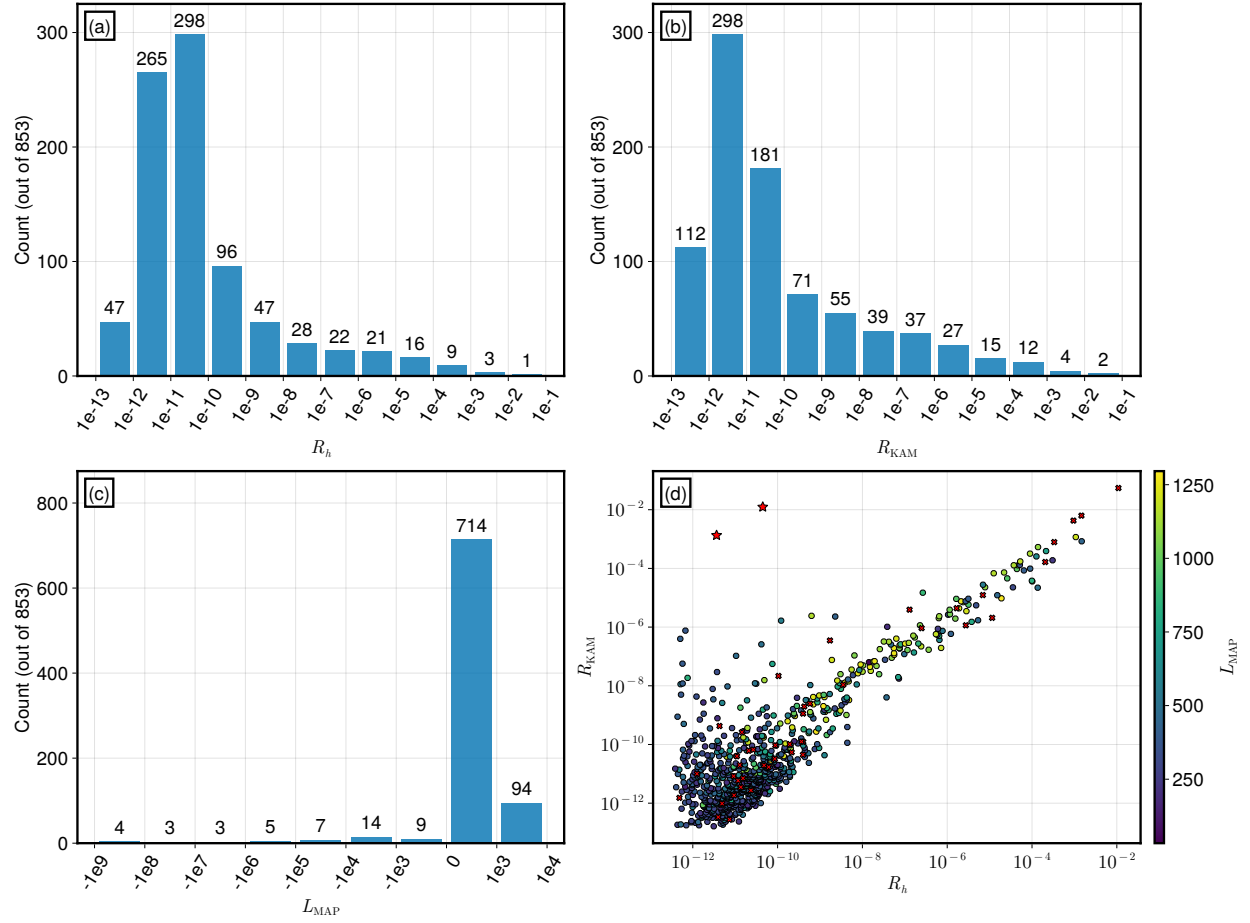 (a)
Count (out of 853)
300
200
100
0
47
265
298
96
47
28
22
21
16
9
3
1
1e-13
1e-12
1e-11
1e-10
1e-9
1e-8
1e-7
1e-6
1e-5
1e-4
1e-3
1e-2
1e-1
R_h
(b)
Count (out of 853)
300
200
100
0
112
298
181
71
55
39
37
27
15
12
4
2
1e-13
1e-12
1e-11
1e-10
1e-9
1e-8
1e-7
1e-6
1e-5
1e-4
1e-3
1e-2
1e-1
R_KAM
(c)
Count (out of 853)
800
600
400
200
0
4
3
3
5
7
14
9
714
94
-1e9
-1e8
-1e7
-1e6
-1e5
-1e4
-1e3
0
1e3
1e4
L_MAP
(d)
R_KAM
10^-2
10^-4
10^-6
10^-8
10^-10
10^-12
10^-12
10^-10
10^-8
10^-6
10^-4
10^-2
R_h
1250
1000
750
500
250
L_MAP